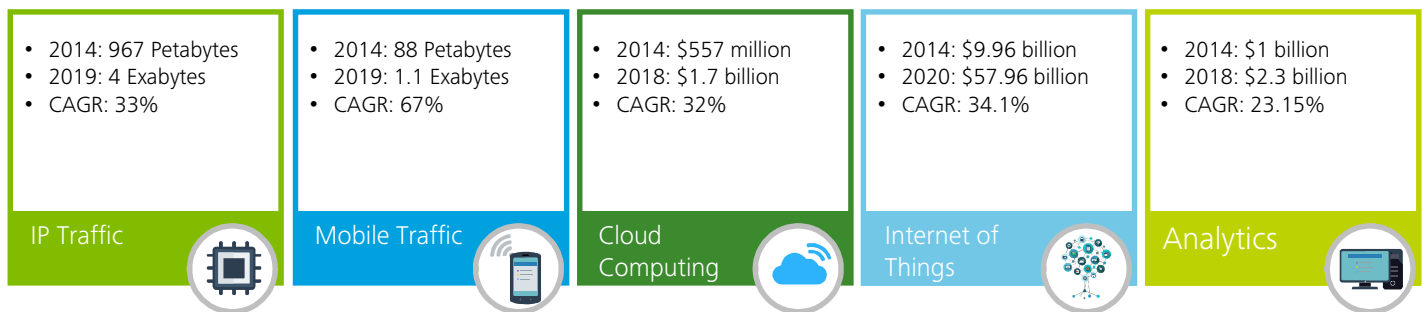 • 2014: 967 Petabytes
• 2019: 4 Exabytes
• CAGR: 33%
IP Traffic
• 2014: 88 Petabytes
• 2019: 1.1 Exabytes
• CAGR: 67%
Mobile Traffic
• 2014: $557 million
• 2018: $1.7 billion
• CAGR: 32%
Cloud
Computing
• 2014: $9.96 billion
• 2020: $57.96 billion
• CAGR: 34.1%
Internet of
Things
• 2014: $1 billion
• 2018: $2.3 billion
• CAGR: 23.15%
Analytics